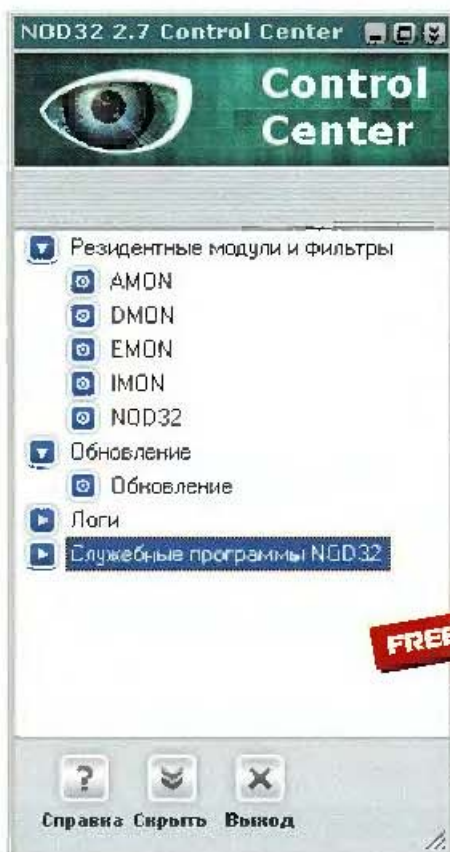 NOD32 2.7 Control Center
Control
Center
Резидентные модули и фильтры
AMON
DMON
EMON
IMON
NOD32
Обновление
Обновление
Логи
Служебные программы NOD32
FREE
?
Справка Скрыть Выход